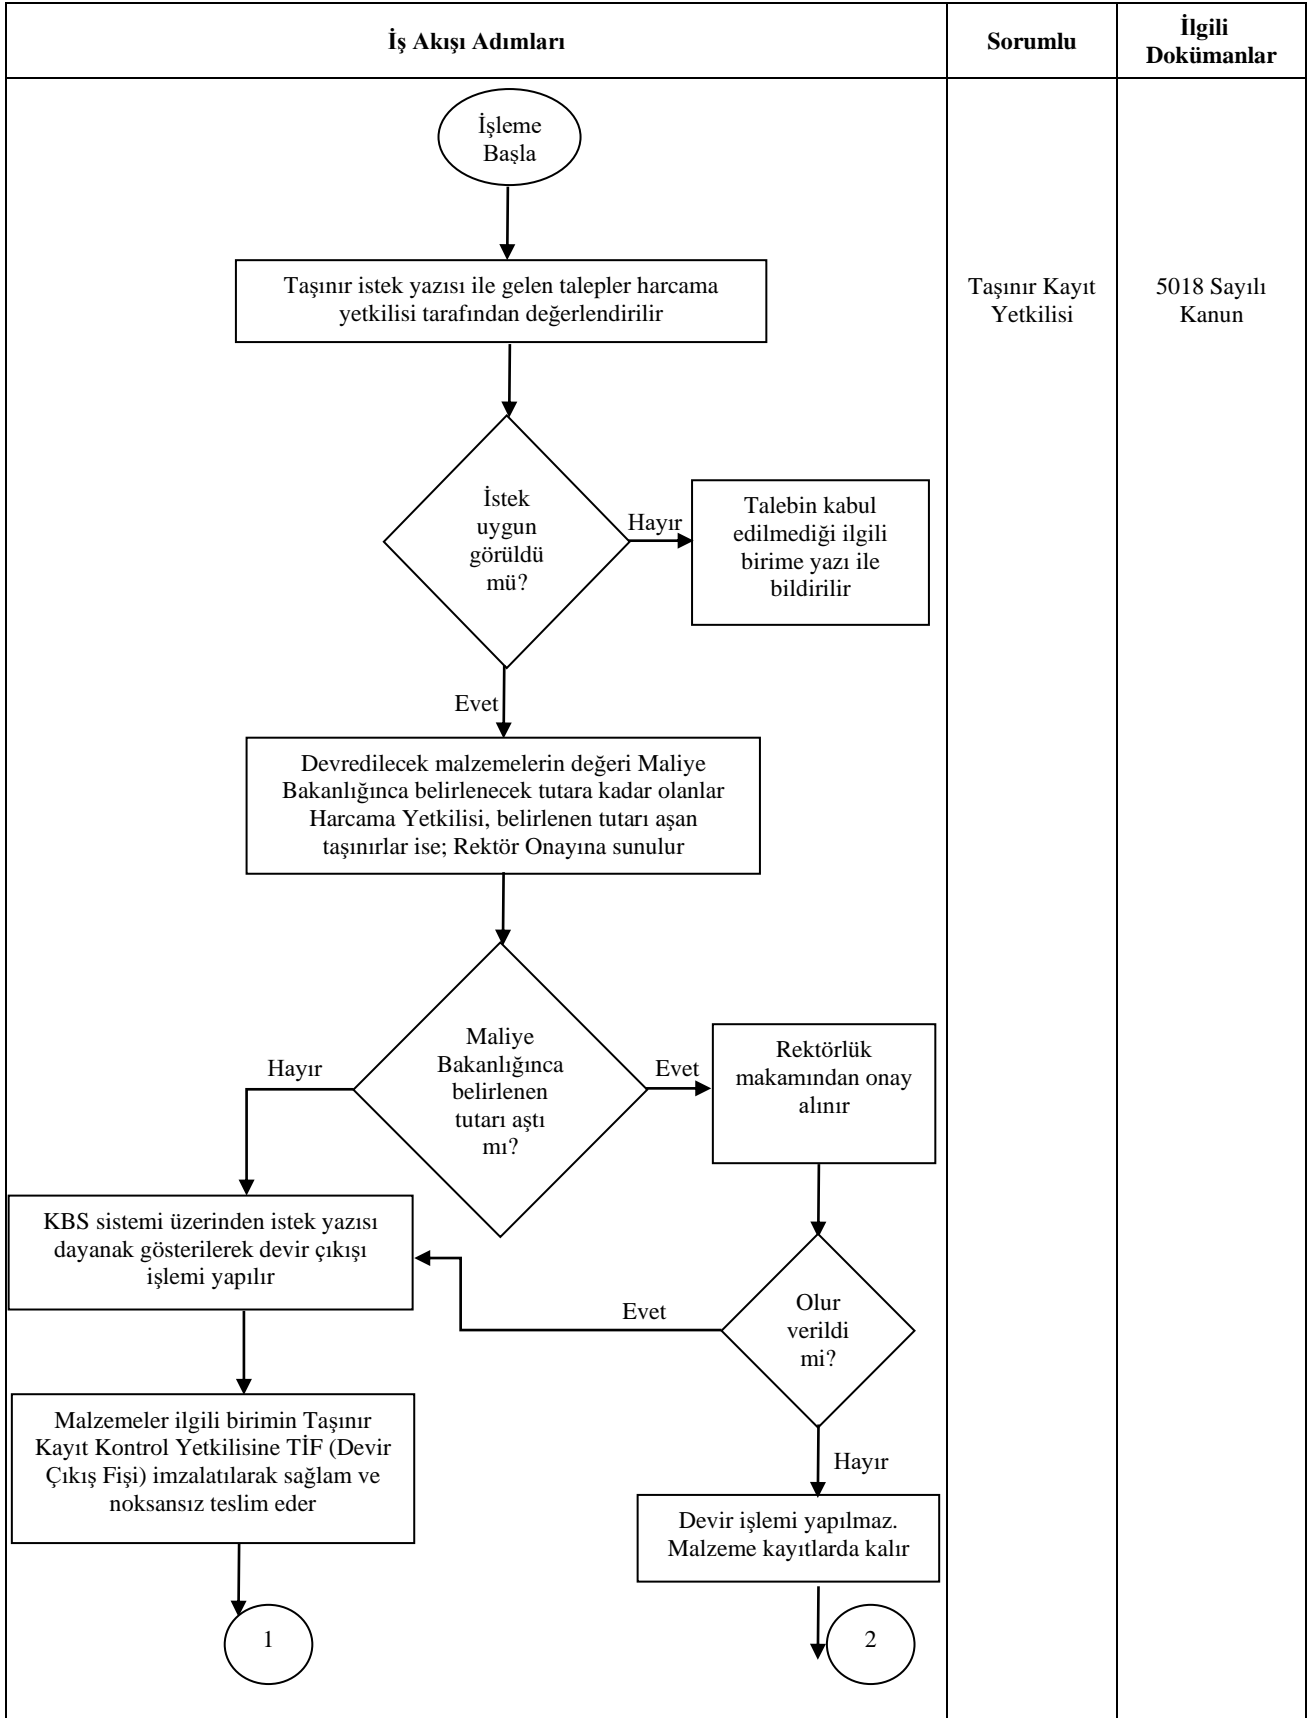 İş Akışı Adımları
Sorumlu
İlgili
Dokümanlar
İşleme
Başla
Taşınır istek yazısı ile gelen talepler harcama
yetkilisi tarafından değerlendirilir
Taşınır Kayıt
Yetkilisi
5018 Sayılı
Kanun
İstek
uygun
görüldü
mü?
Hayır
Talebin kabul
edilmediği ilgili
birime yazı ile
bildirilir
Evet
Devredilecek malzemelerin değeri Maliye
Bakanlığınca belirlenecek tutara kadar olanlar
Harcama Yetkilisi, belirlenen tutarı aşan
taşınırlar ise; Rektör Onayına sunulur
Maliye
Bakanlığınca
belirlenen
tutarı aştı
mı?
Hayır
Evet
Rektörlük
makamından onay
alınır
KBS sistemi üzerinden istek yazısı
dayanak gösterilerek devir çıkışı
işlemi yapılır
Evet
Olur
verildi
mi?
Malzemeler ilgili birimin Taşınır
Kayıt Kontrol Yetkilisine TİF (Devir
Çıkış Fişi) imzalatılarak sağlam ve
noksansız teslim eder
Hayır
Devir işlemi yapılmaz.
Malzeme kayıtlarda kalır
1
2